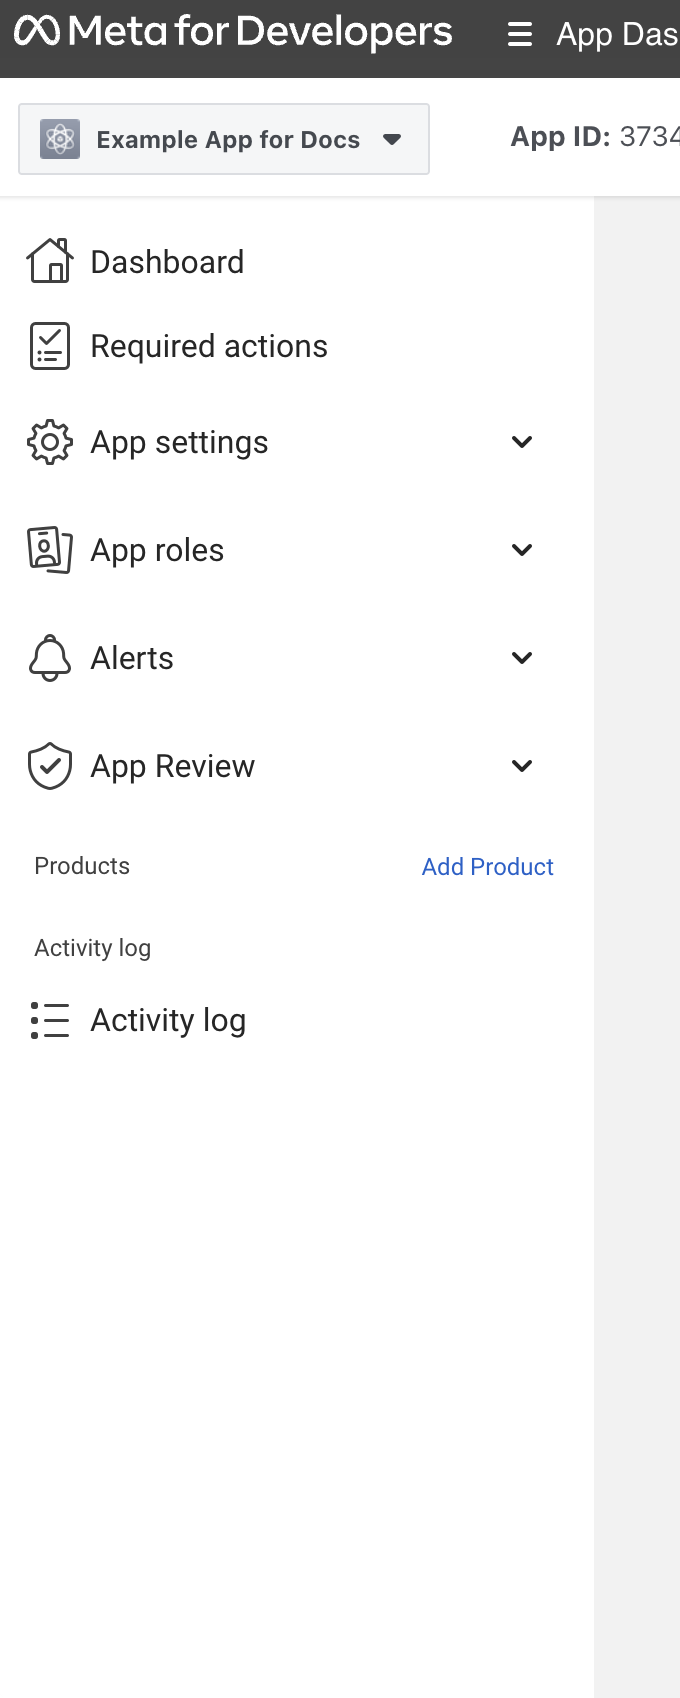 Meta for Developers
App Das
Example App for Docs
App ID: 3734
Dashboard
Required actions
App settings
App roles
Alerts
App Review
Products
Add Product
Activity log
Activity log